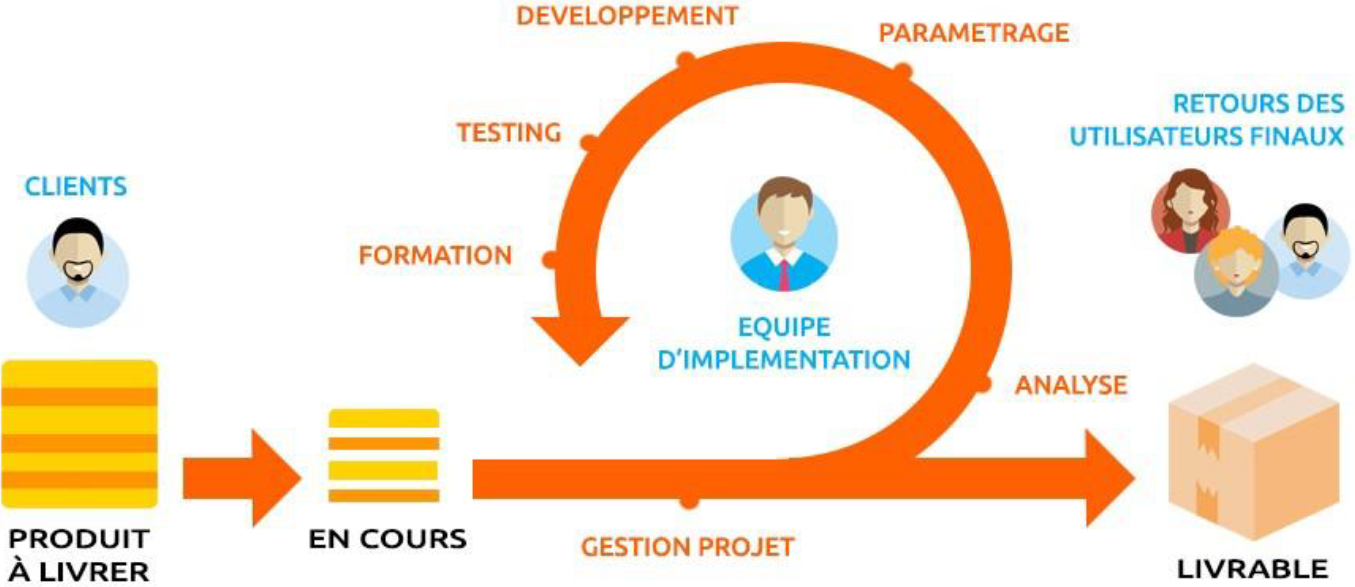 DEVELOPPEMENT
PARAMETRAGE
TESTING
RETOURS DES
UTILISATEURS FINAUX
CLIENTS
FORMATION
EQUIPE
D'IMPLEMENTATION
ANALYSE
PRODUIT
À LIVRER
EN COURS
GESTION PROJET
LIVRABLE